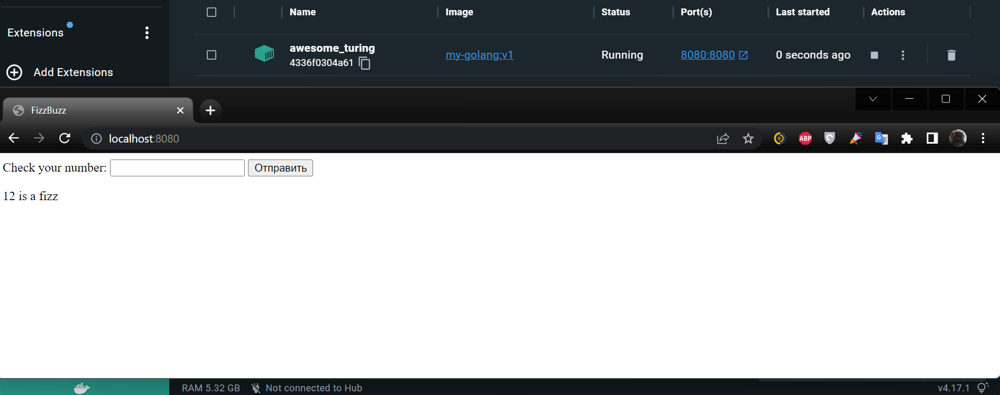 Name Image Status Port(s) Last started Actions
Extensions
awesome_turing
4336f0304a61
my-golang:v1 Running 8080:8080 0 seconds ago
Add Extensions
FizzBuzz
localhost:8080
ABP
G
Check your number: Отправить
12 is a fizz
RAM 5.32 GB Not connected to Hub v4.17.1